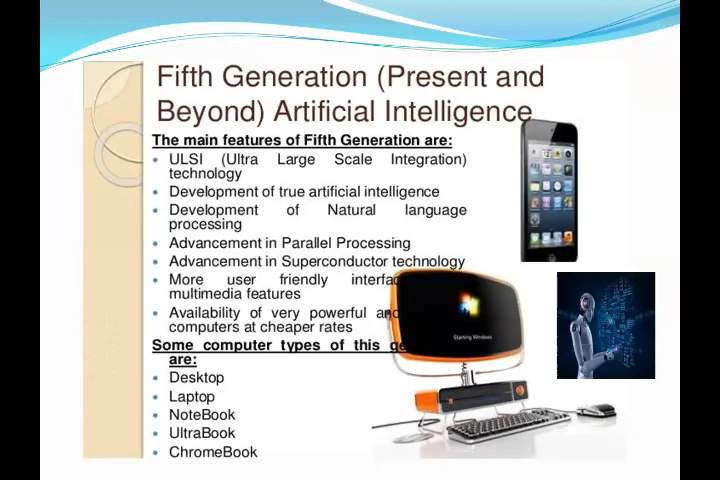 Fifth Generation (Present and
Beyond) Artificial Intelligence
The main features of Fifth Generation are:
ULSI (Ultra Large Scale Integration)
technology
Development of true artificial intelligence
Development of Natural language
processing
Advancement in Parallel Processing
Advancement in Superconductor technology
More user friendly
multimedia features
Availability of very powerful
computers at cheaper rates
Some computer types of this
are:
Desktop
Laptop
NoteBook
UltraBook
ChromeBook
Starting Windows